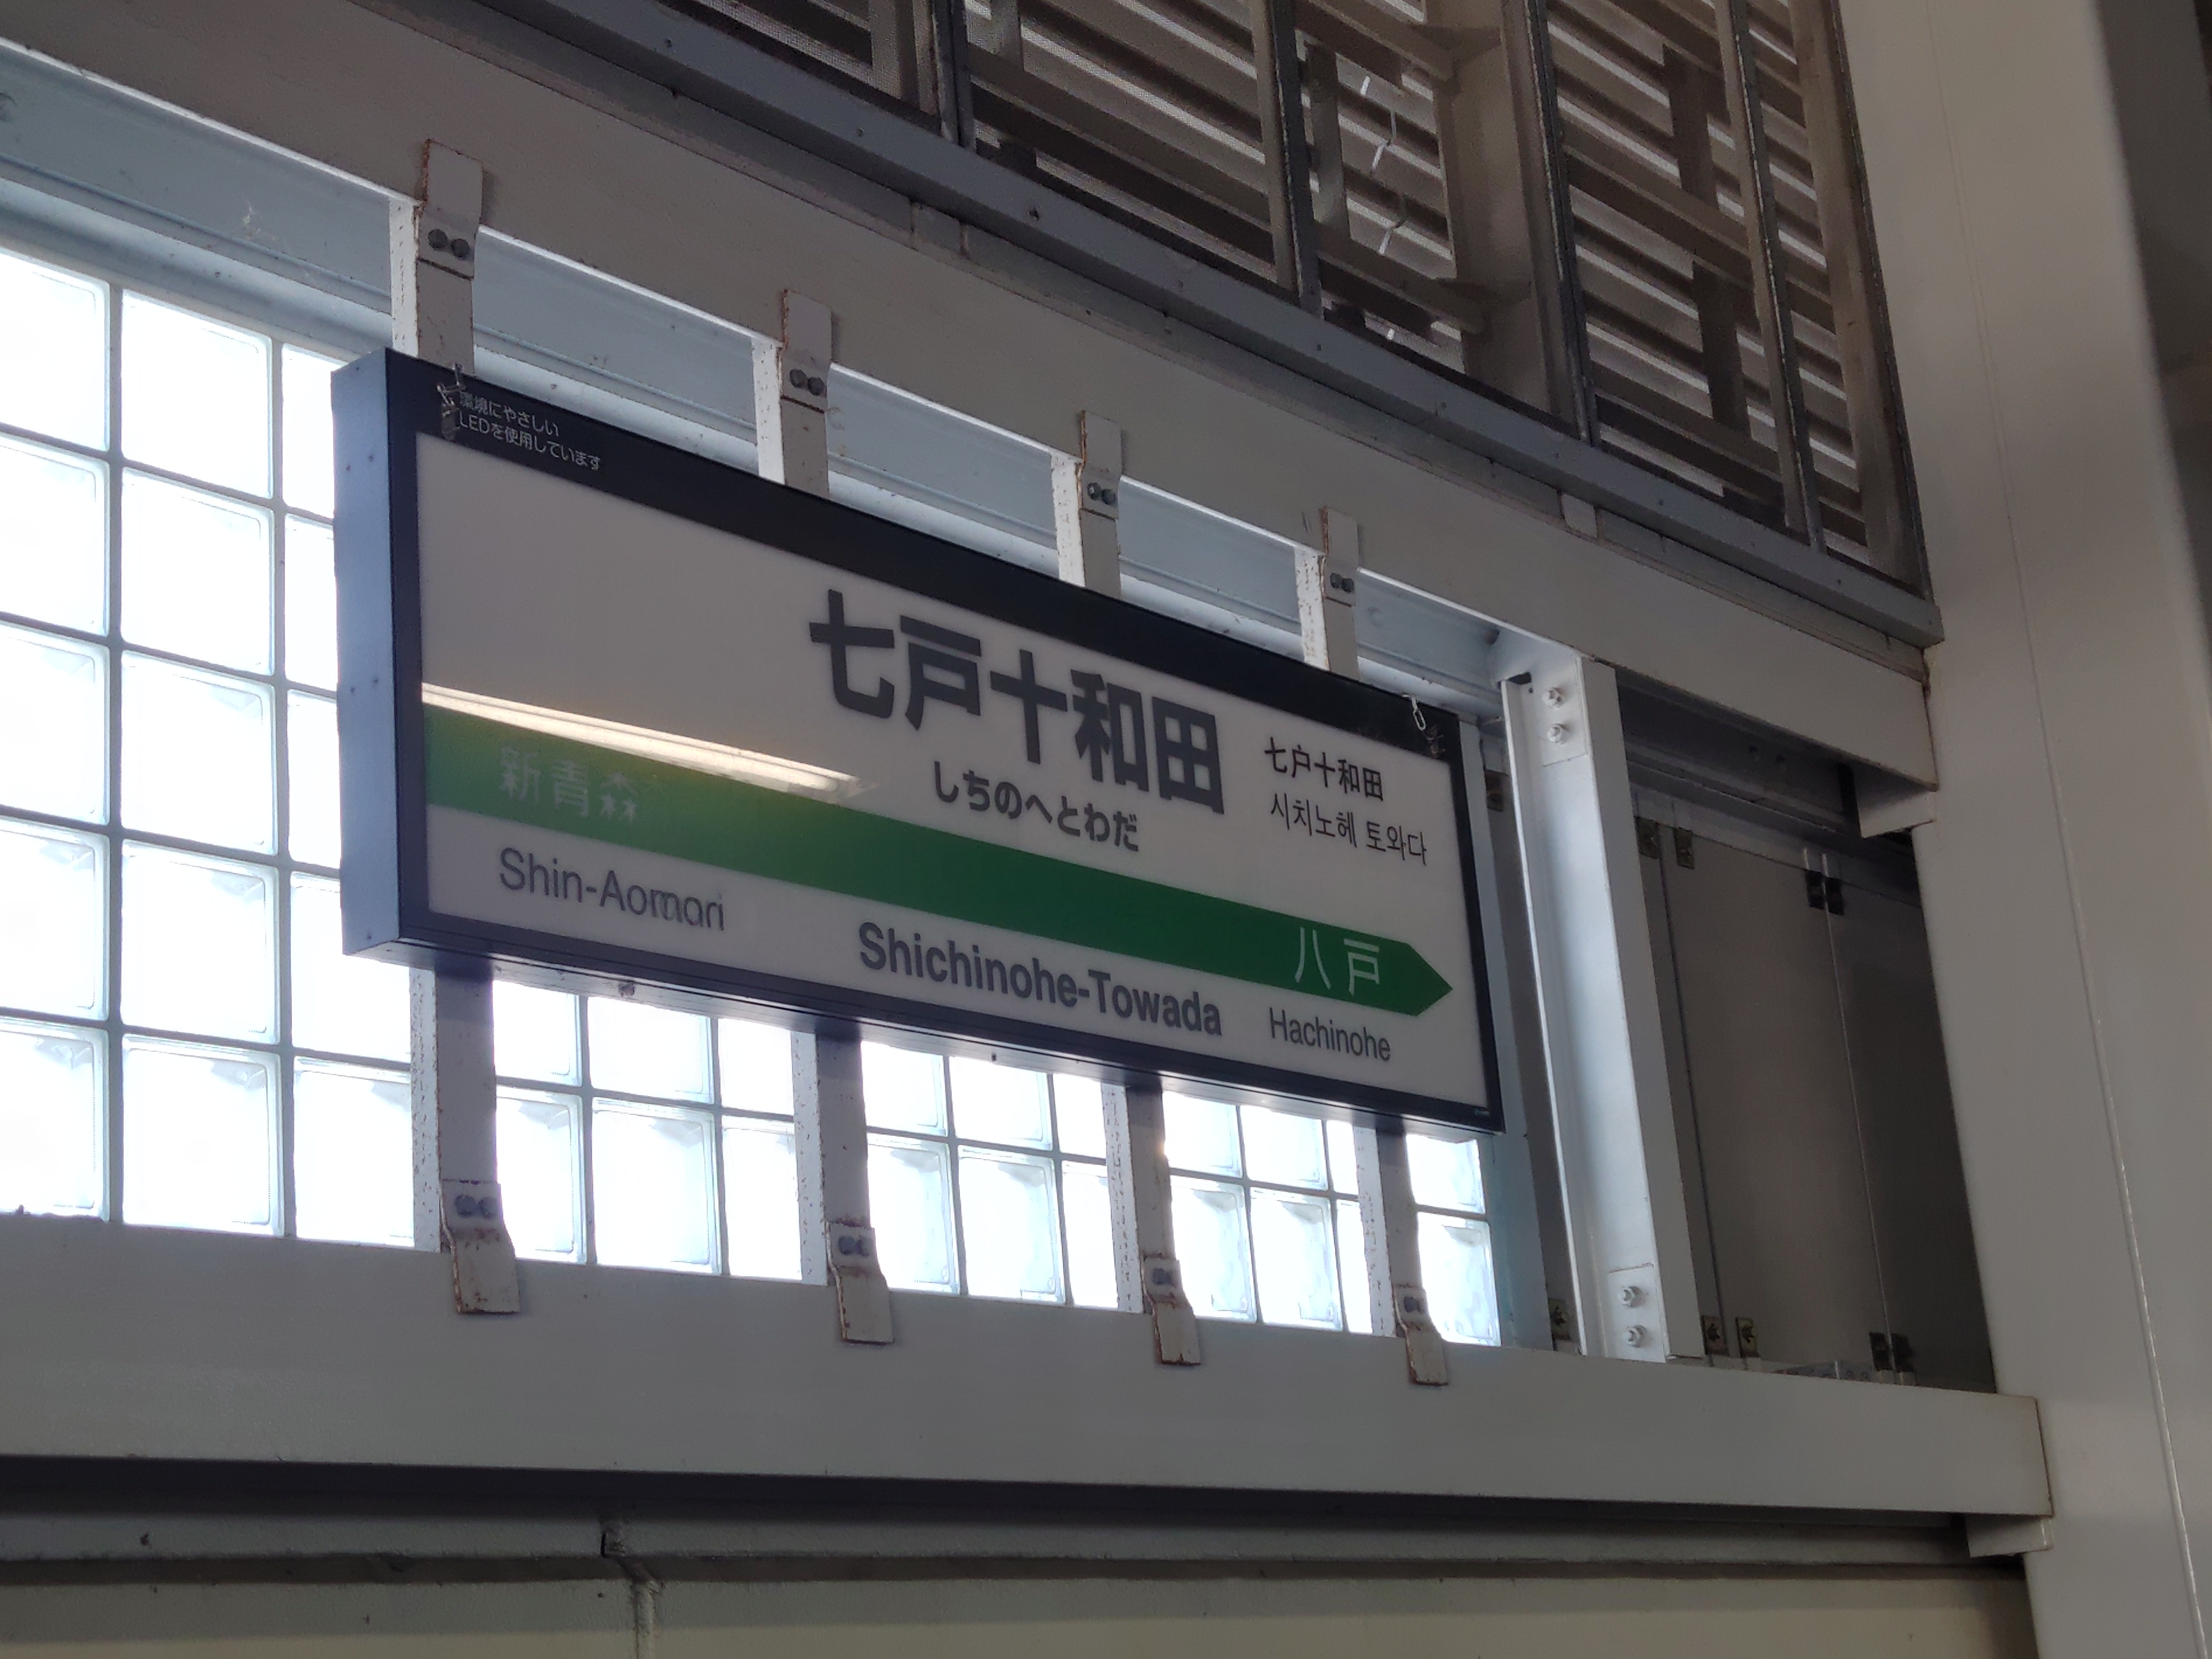 環境にやさしい
LEDを使用しています
七戸十和田
しちのへとわだ
七户十和田
시치노헤 토와다
新青森
八戸
Shin-Aomori
Shichinohe-Towada
Hachinohe